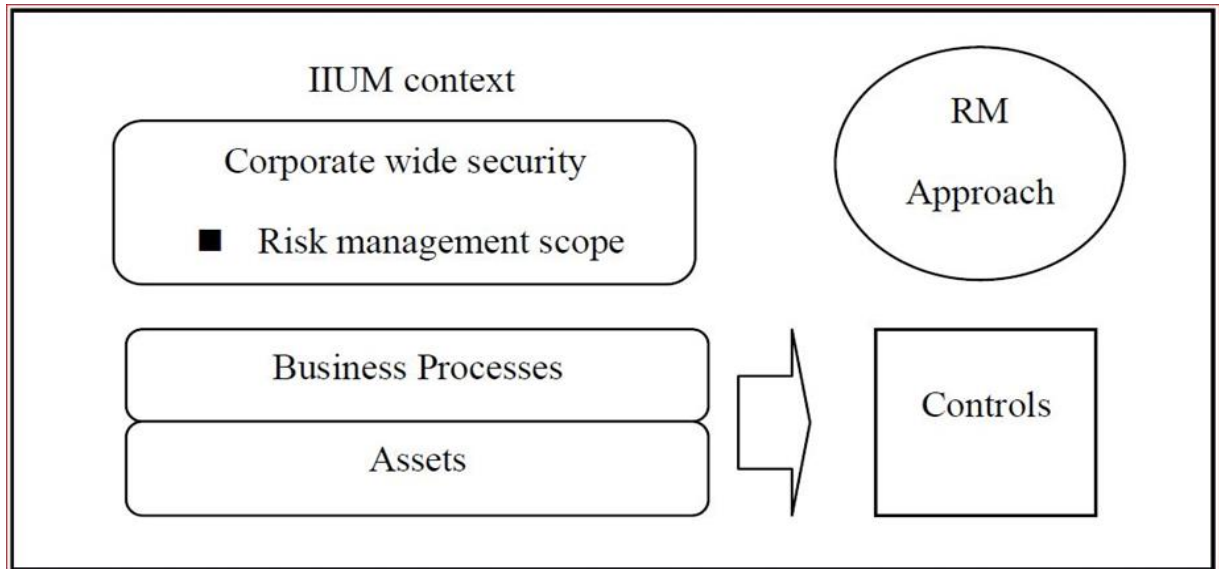 IIUM context
Corporate wide security
■ Risk management scope
Business Processes
Assets
RM
Approach
Controls